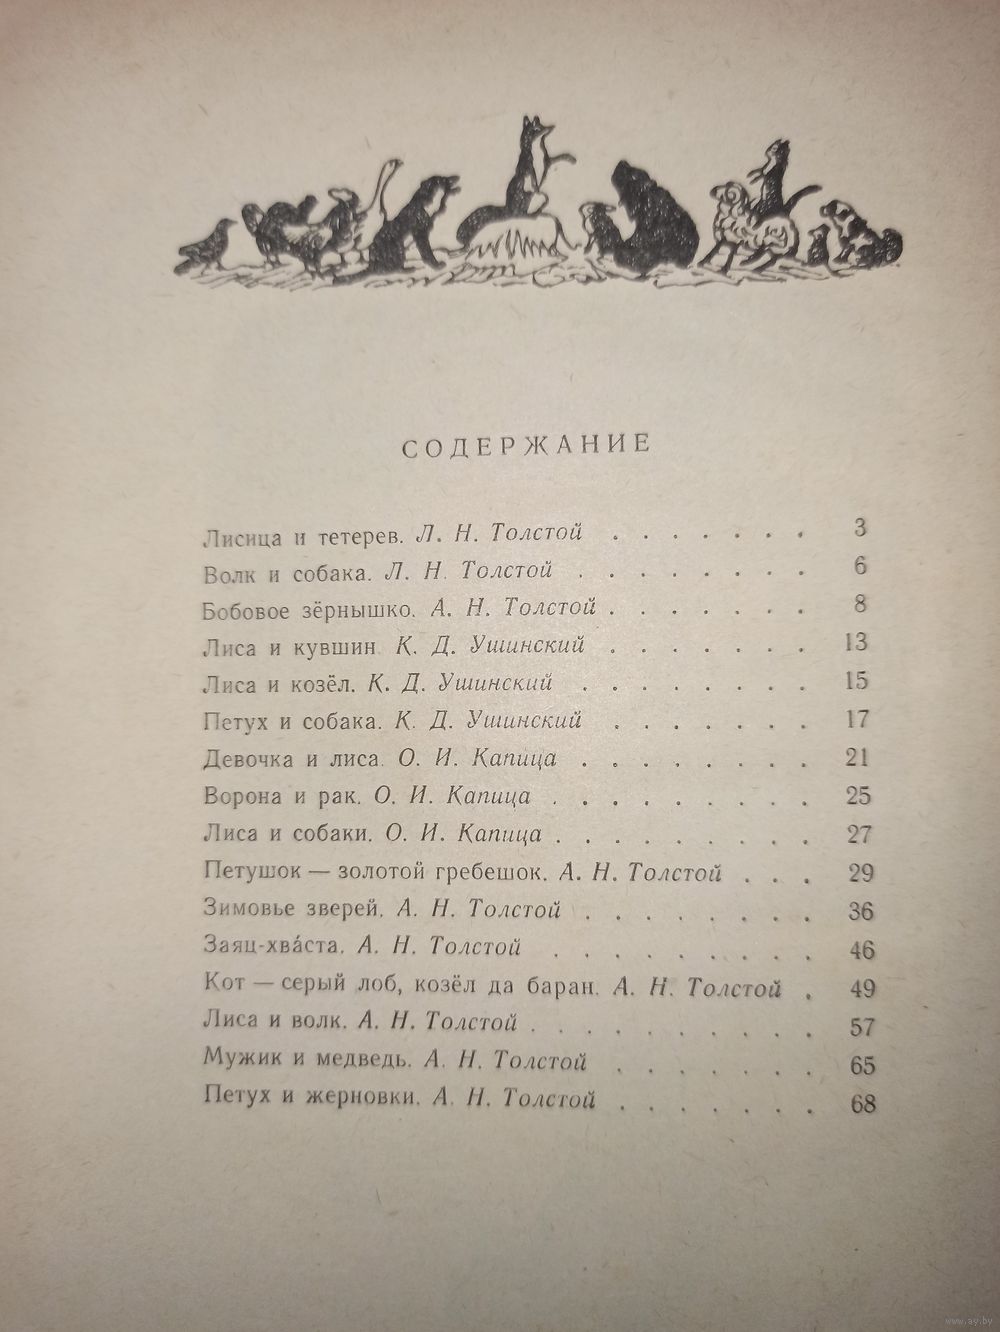 СОДЕРЖАНИЕ
Лисица и тетерев. Л. Н. Толстой . . . . . . . 3
Волк и собака. Л. Н. Толстой . . . . . . . . 6
Бобовое зёрнышко. А. Н. Толстой . . . . . . . 8
Лиса и кувшин. К. Д. Ушинский . . . . . . . 13
Лиса и козёл. К. Д. Ушинский . . . . . . . . 15
Петух и собака. К. Д. Ушинский . . . . . . . 17
Девочка и лиса. О. И. Капица . . . . . . . . 21
Ворона и рак. О. И. Капица . . . . . . . . . 25
Лиса и собаки. О. И. Капица . . . . . . . . . 27
Петушок — золотой гребешок. А. Н. Толстой . . . 29
Зимовье зверей. А. Н. Толстой . . . . . . . . 36
Заяц-хвáста. А. Н. Толстой . . . . . . . . . 46
Кот — серый лоб, козёл да баран. А. Н. Толстой . 49
Лиса и волк. А. Н. Толстой . . . . . . . . . . 57
Мужик и медведь. А. Н. Толстой . . . . . . . 65
Петух и жерновки. А. Н. Толстой . . . . . . . 68
www.ay.by